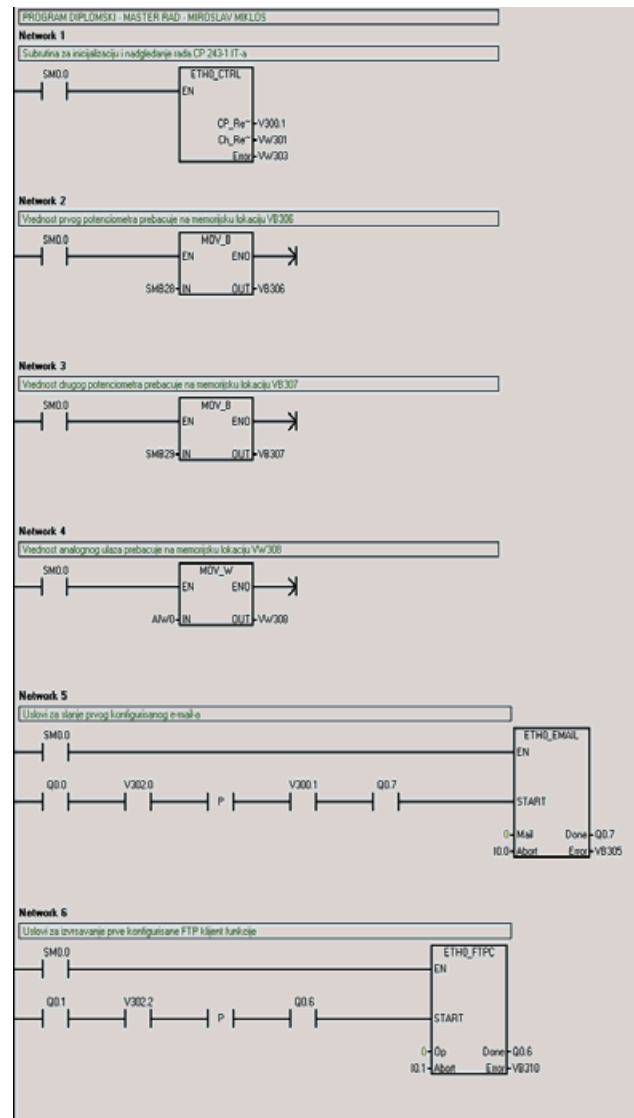 PROGRAM DIPLOMSKI - MASTER RAD - MIROSLAV MIKLOS
Network 1
Subrutina za inicijalizaciju i nadgledanje rada CP 243-1 IT-a
SM0.0
ETH0_CTRL
EN
CP_Re~ V300.1
Ch_Re~ VW301
Error VW303
Network 2
Vrednost prvog potenciometra prebacuje na memorijsku lokaciju VB306
SM0.0
MOV_B
EN ENO
SMB28 IN OUT VB306
Network 3
Vrednost drugog potenciometra prebacuje na memorijsku lokaciju VB307
SM0.0
MOV_B
EN ENO
SMB29 IN OUT VB307
Network 4
Vrednost analognog ulaza prebacuje na memorijsku lokaciju VW308
SM0.0
MOV_W
EN ENO
AIW0 IN OUT VW308
Network 5
Uslovi za slanje prvog konfigurisanog e-mail-a
SM0.0
ETH0_EMAIL
EN
Q0.0 V302.0 P V300.1 Q0.7
START
0 Mail Done Q0.7
I0.0 Abort Error VB305
Network 6
Uslovi za izvrsavanje prve konfigurisane FTP klijent funkcije
SM0.0
ETH0_FTPC
EN
Q0.1 V302.2 P Q0.6
START
0 Op Done Q0.6
I0.1 Abort Error VB310